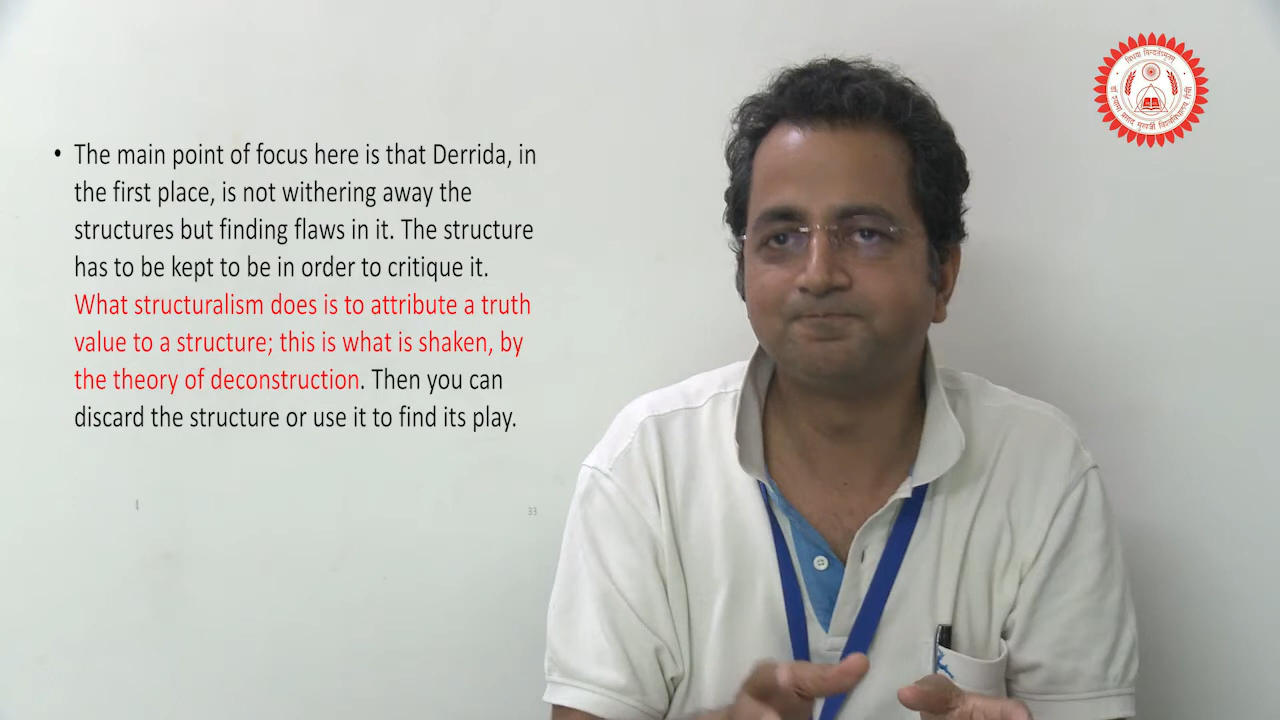 • The main point of focus here is that Derrida, in
the first place, is not withering away the
structures but finding flaws in it. The structure
has to be kept to be in order to critique it.
What structuralism does is to attribute a truth
value to a structure; this is what is shaken, by
the theory of deconstruction. Then you can
discard the structure or use it to find its play.
33